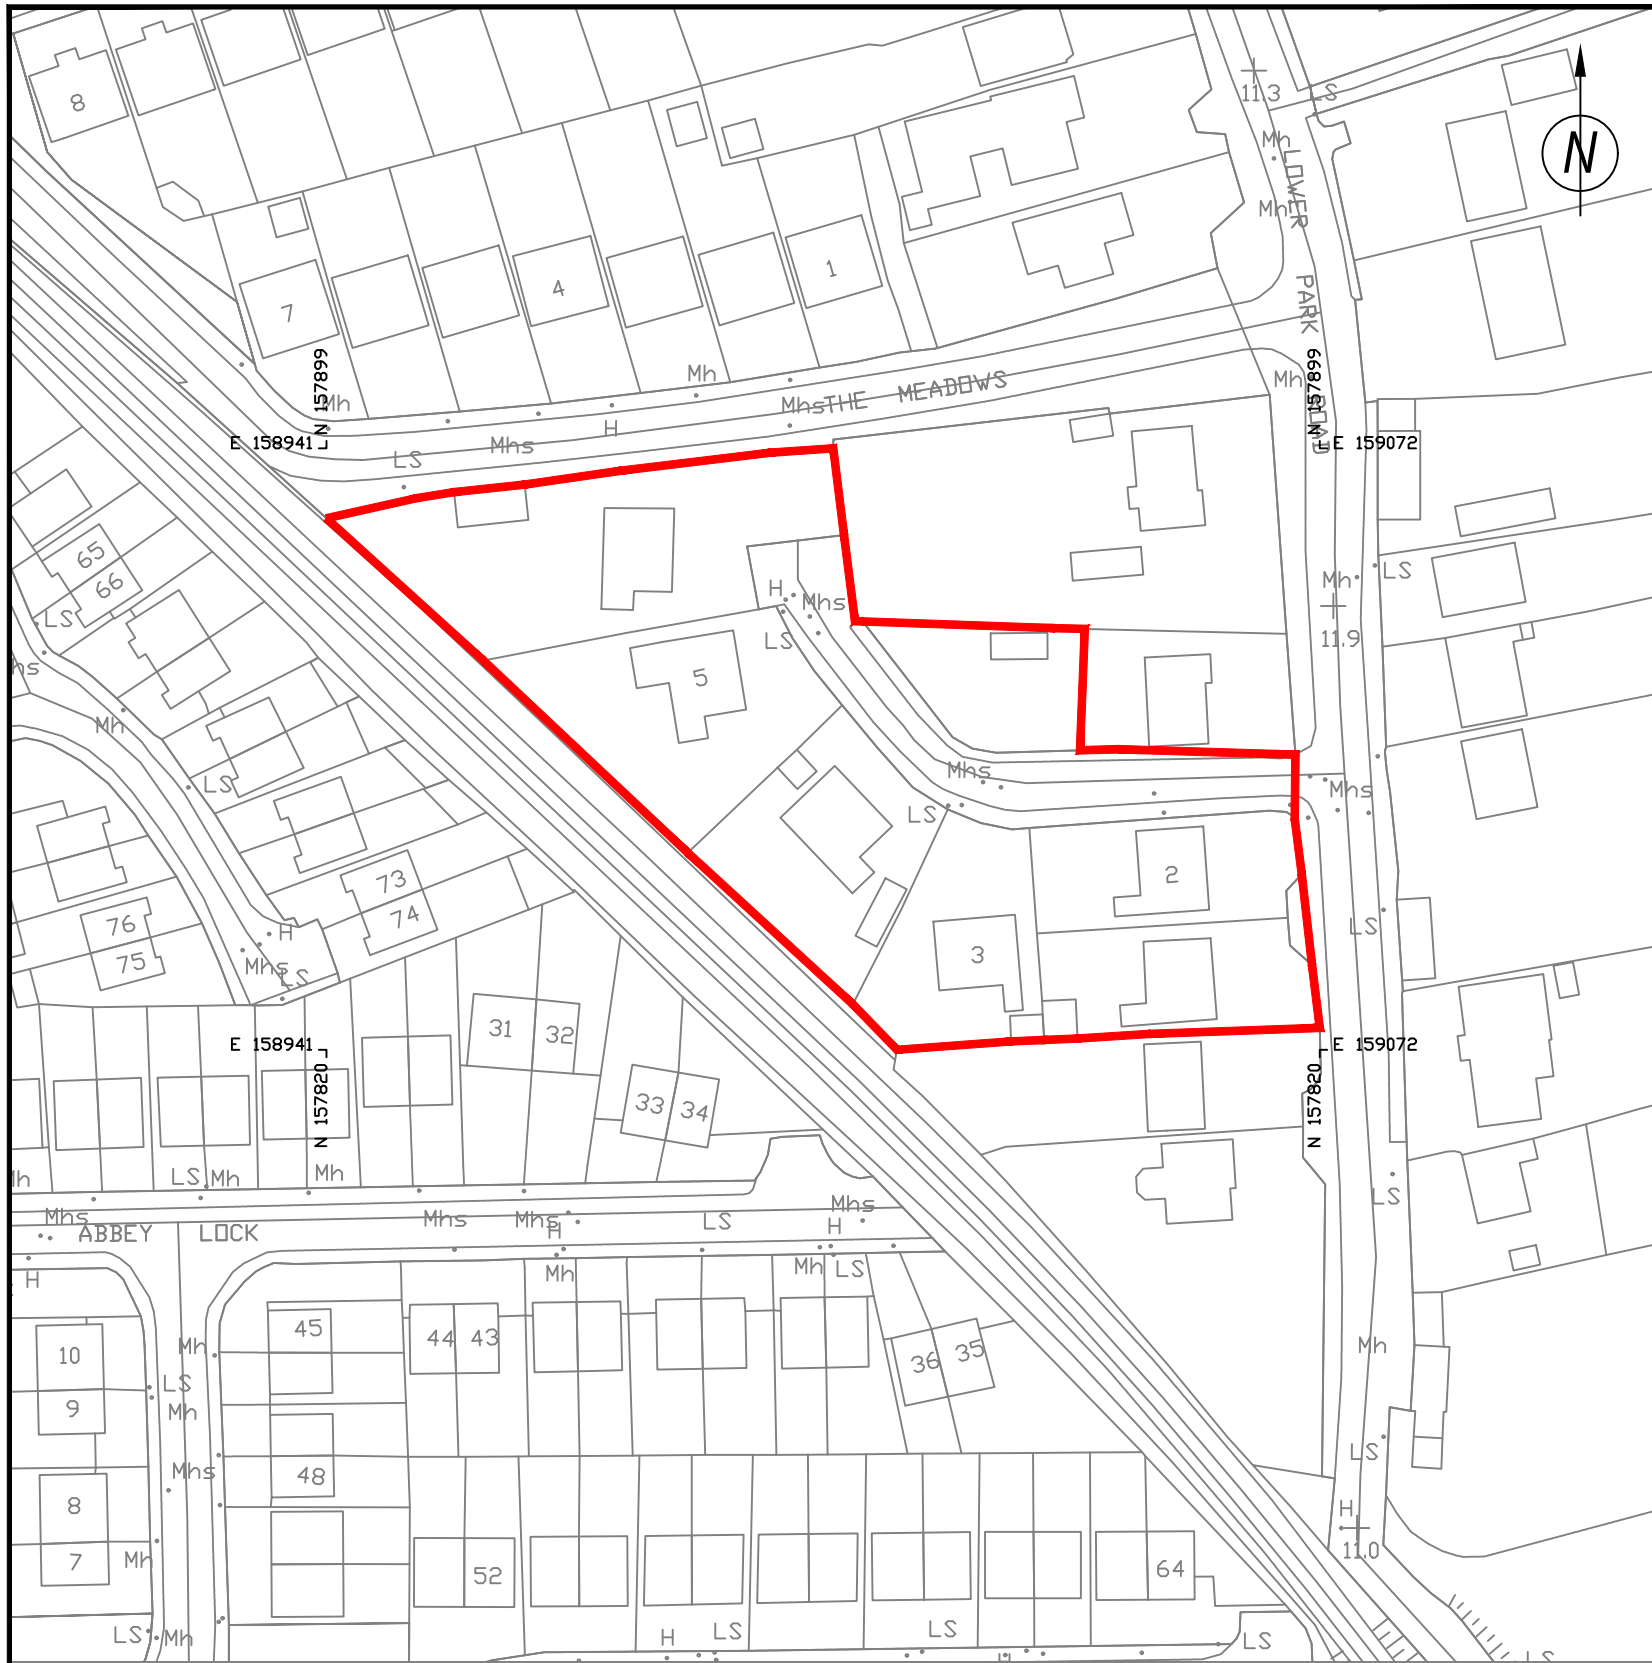 8
11.3
LS
N
Mh
LOWER
Mh
7
4
1
PARK
N 157899
Mh
Mh
THE MEADOWS
Mhs
Mh
N 157899
ROAD
E 158941
Mhs
H
E 159072
LS
65
66
LS
hs
H
Mhs
LS
Mh
LS
11.9
5
Mh
LS
Mhs
LS
Mhs
73
74
2
76
75
H
Mhs
LS
3
LS
31
32
E 158941
N 157820
E 159072
N 157820
33
34
Mh
LS
Mh
Mh
Mhs
ABBEY LOCK
Mhs
Mhs
H
LS
Mhs
H
LS
H
Mh
Mh
LS
45
44
43
36
35
Mh
Mh
10
9
LS
Mh
LS
Mhs
48
8
7
Mh
52
64
H
11.0
LS
Mh
H
LS
LS
H
LS
LS